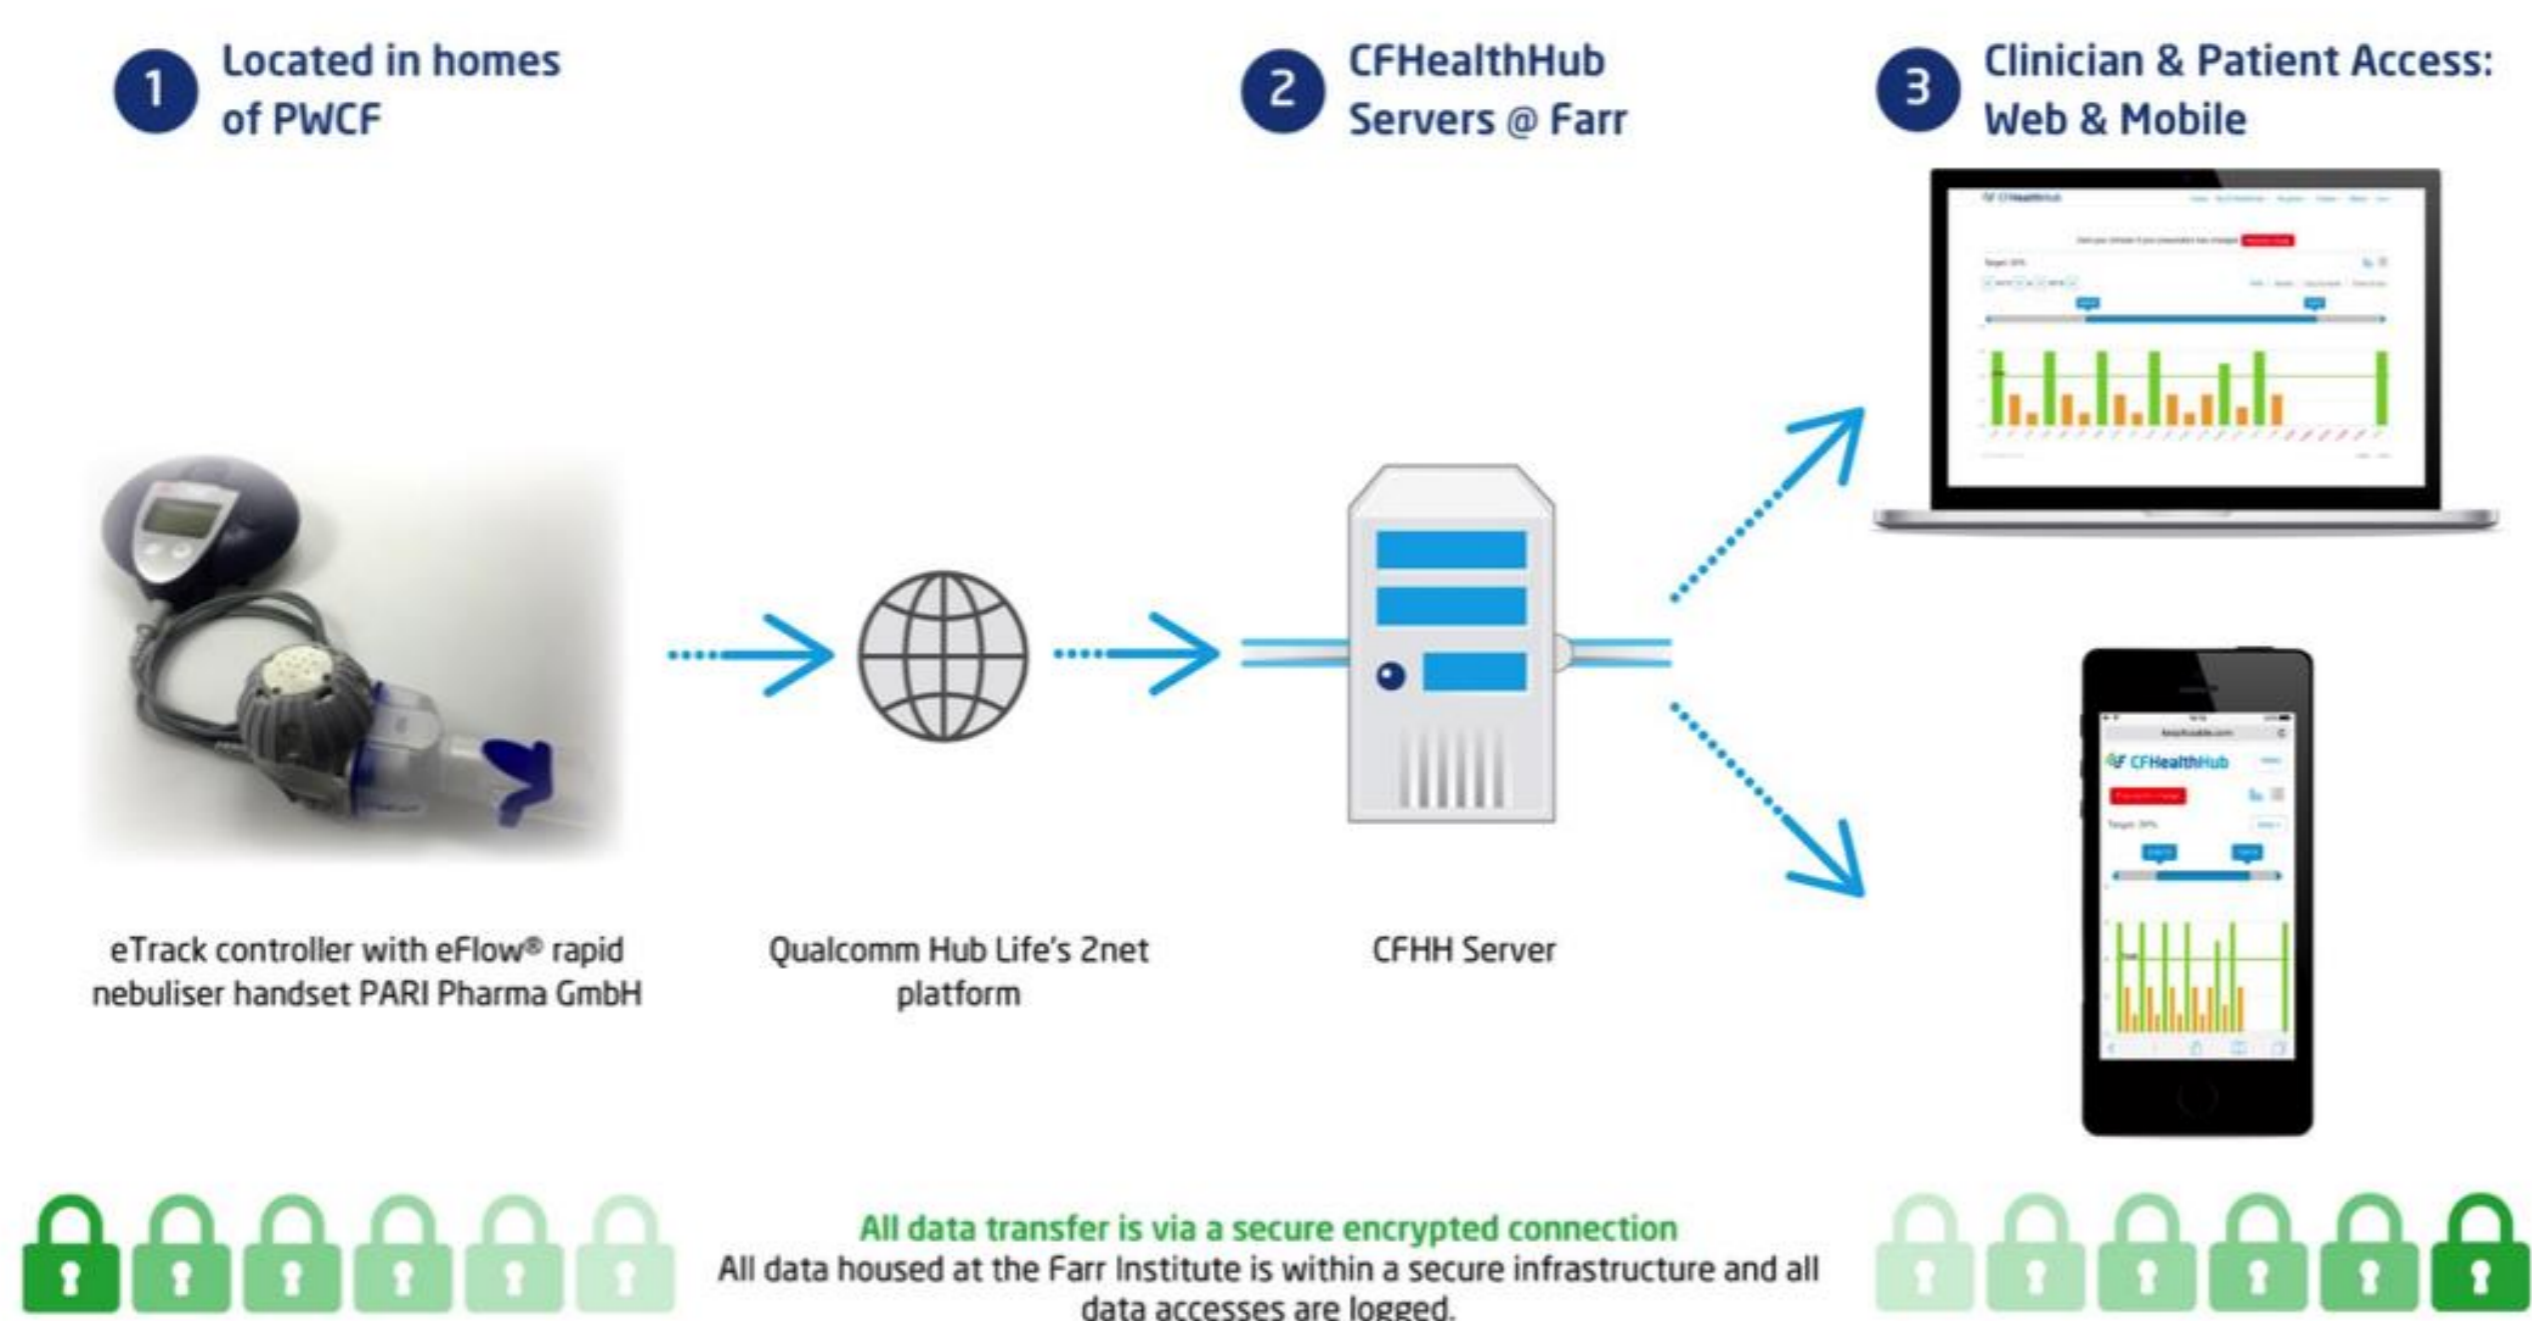 1
Located in homes
of PWCF
2
CFHealthHub
Servers @ Farr
3
Clinician & Patient Access:
Web & Mobile
CFHealthHub
CFHealthHub
eTrack controller with eFlow® rapid
nebuliser handset PARI Pharma GmbH
Qualcomm Hub Life's 2net
platform
CFHH Server
All data transfer is via a secure encrypted connection
All data housed at the Farr Institute is within a secure infrastructure and all
data accesses are logged.